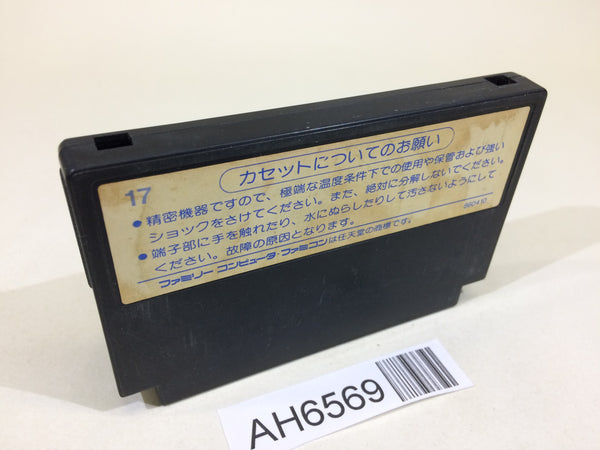 カセットについてのお願い
17
●精密機器ですので、極端な温度条件下での使用や保管および強い
ショックをさけてください。また、絶対に分解しないでください。
●端子部に手を触れたり、水にぬらしたりして汚さないようにして
ください。故障の原因となります。
ファミリーコンピュータ・ファミコンは任天堂の商標です。
AH6569